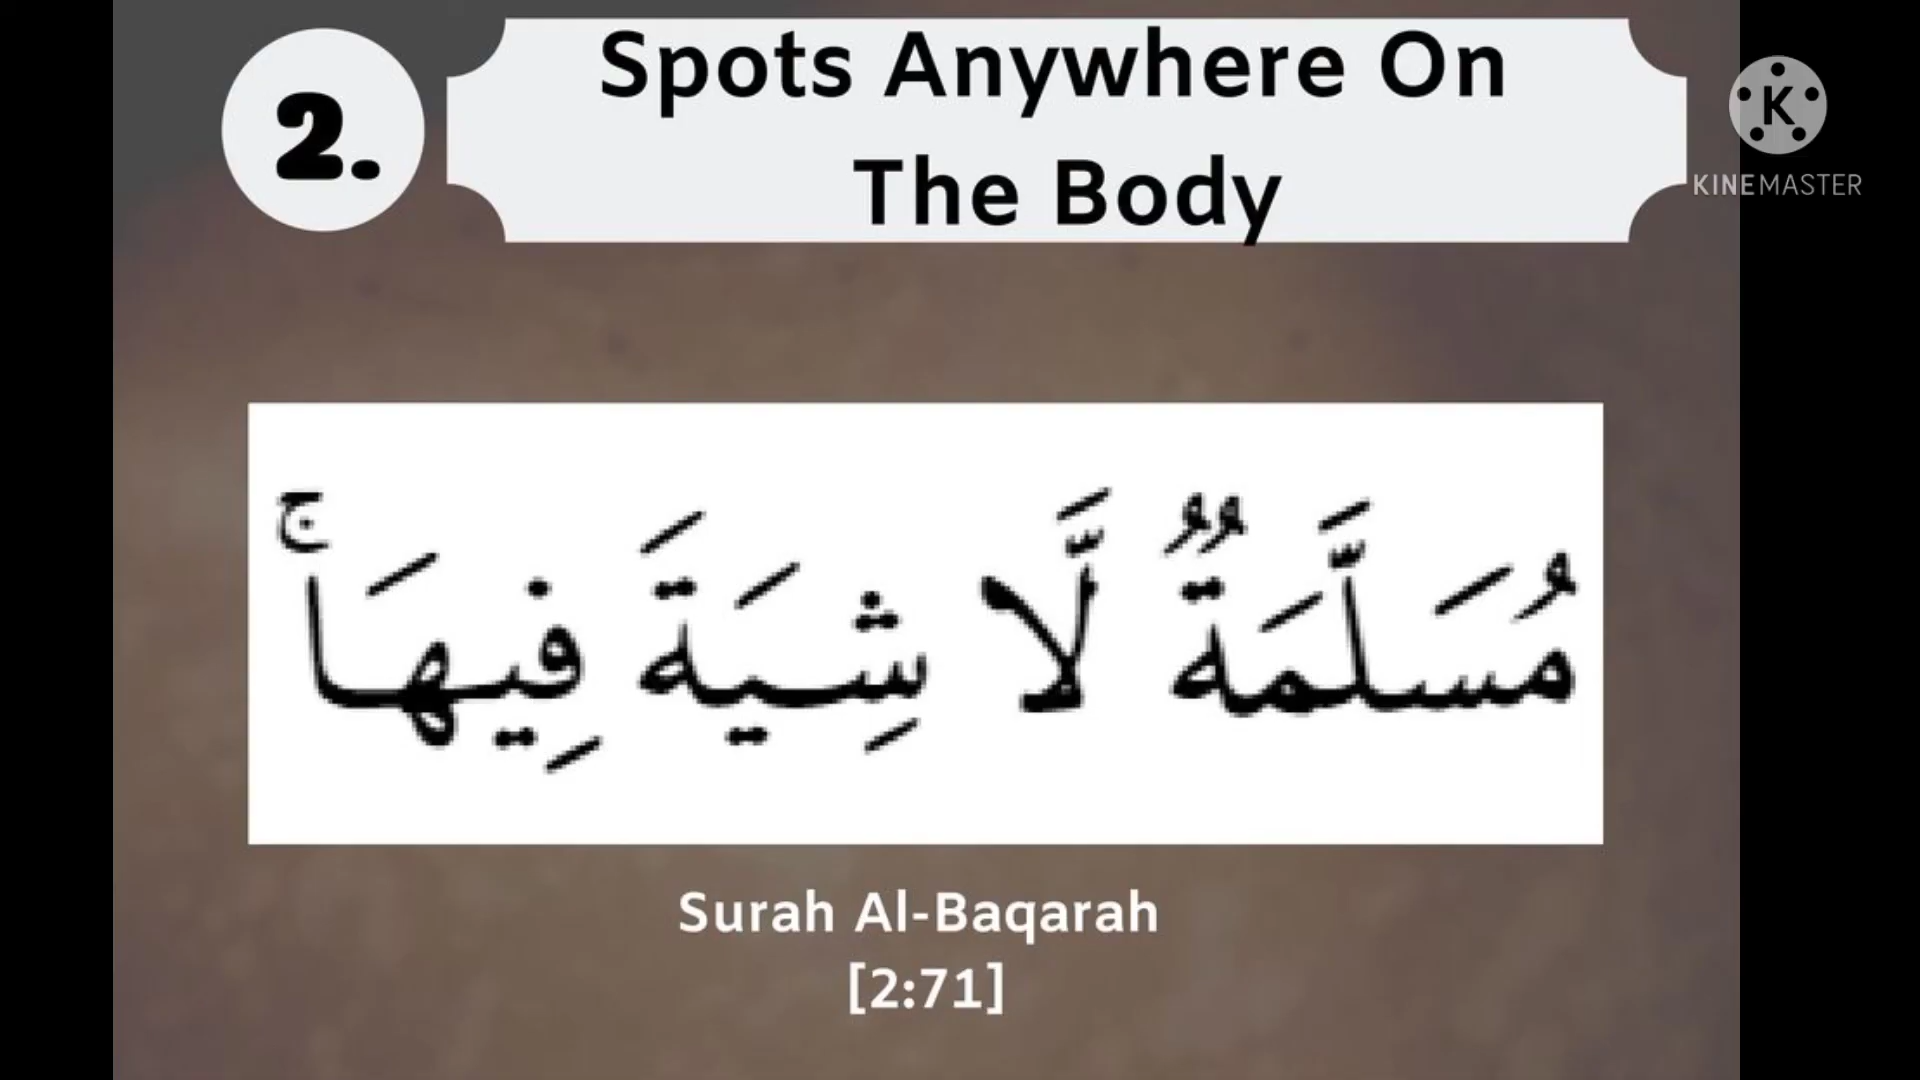 2.
Spots Anywhere On
The Body
K
KINEMASTER
مُسَلَّمَةٌ لَّا شِيَةَ فِيهَا ۚ
Surah Al-Baqarah
[2:71]